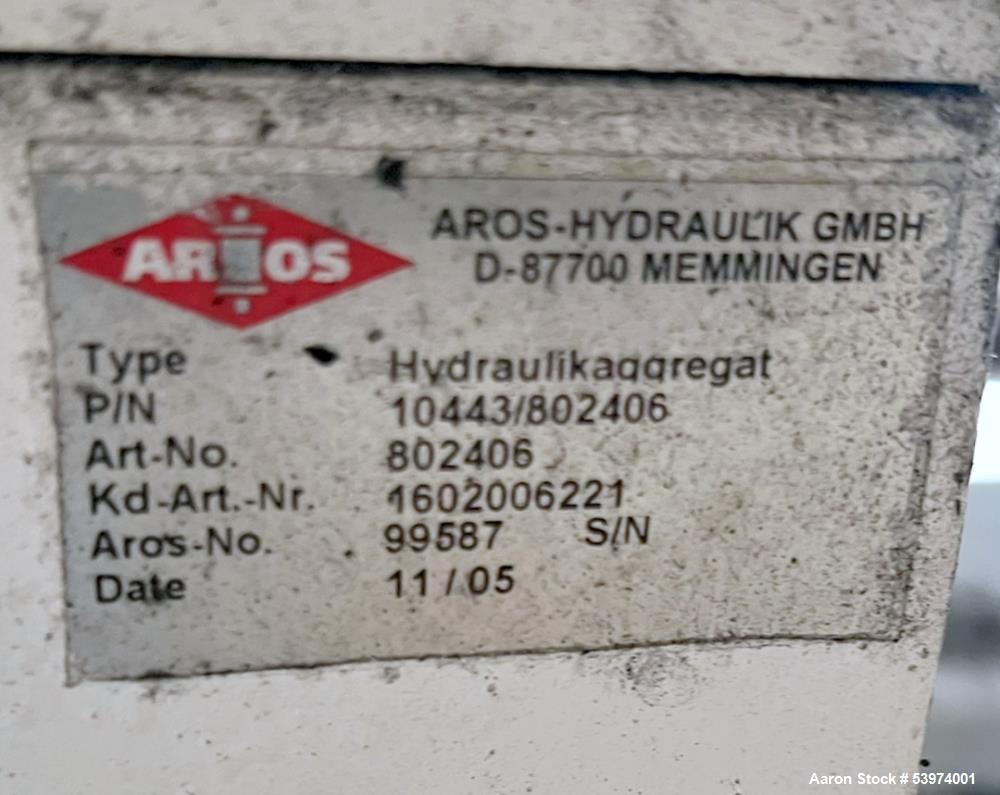 AROS
AROS-HYDRAULIK GMBH
D-87700 MEMMINGEN
Type Hydraulikaggregat
P/N 10443/802406
Art-No. 802406
Kd-Art.-Nr. 1602006221
Aros-No. 99587 S/N
Date 11/05
Aaron Stock # 53974001